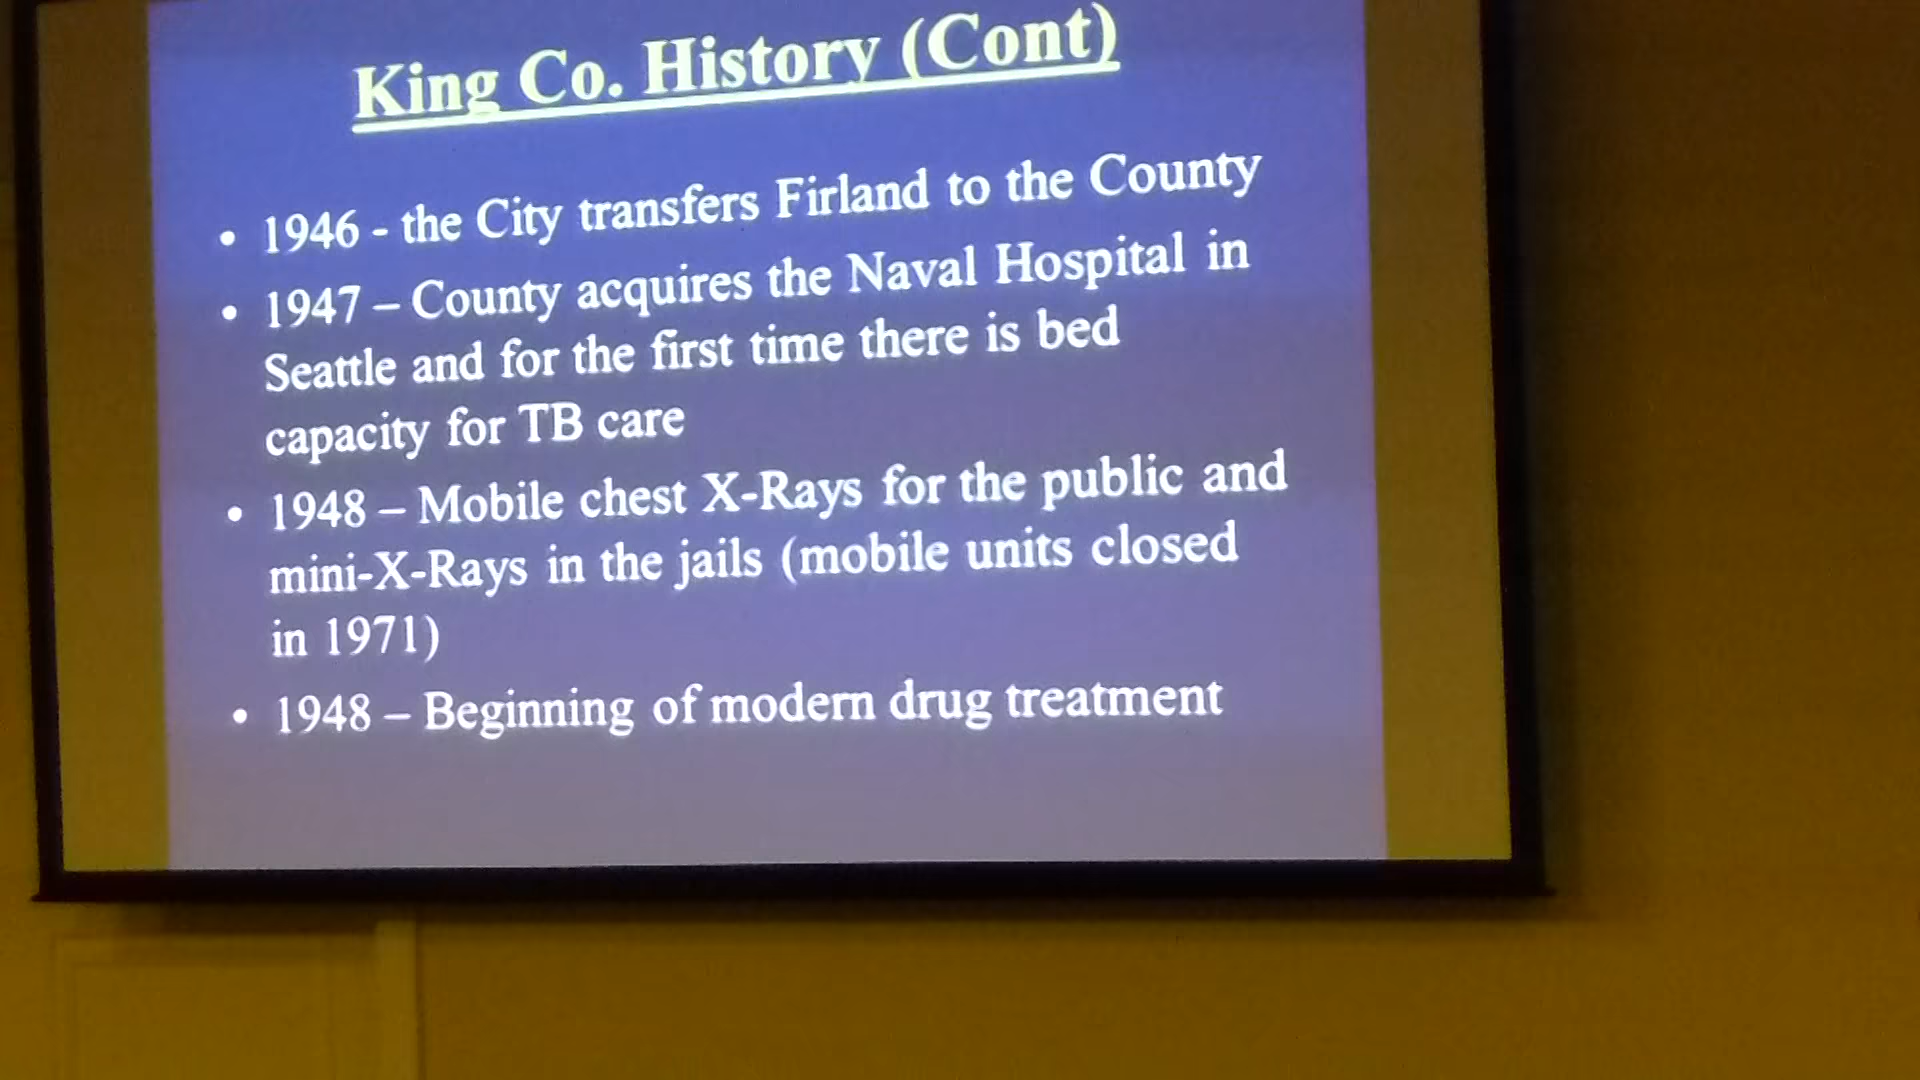 King Co. History (Cont)
• 1946 - the City transfers Firland to the County
• 1947 – County acquires the Naval Hospital in
Seattle and for the first time there is bed
capacity for TB care
• 1948 – Mobile chest X-Rays for the public and
mini-X-Rays in the jails (mobile units closed
in 1971)
• 1948 – Beginning of modern drug treatment